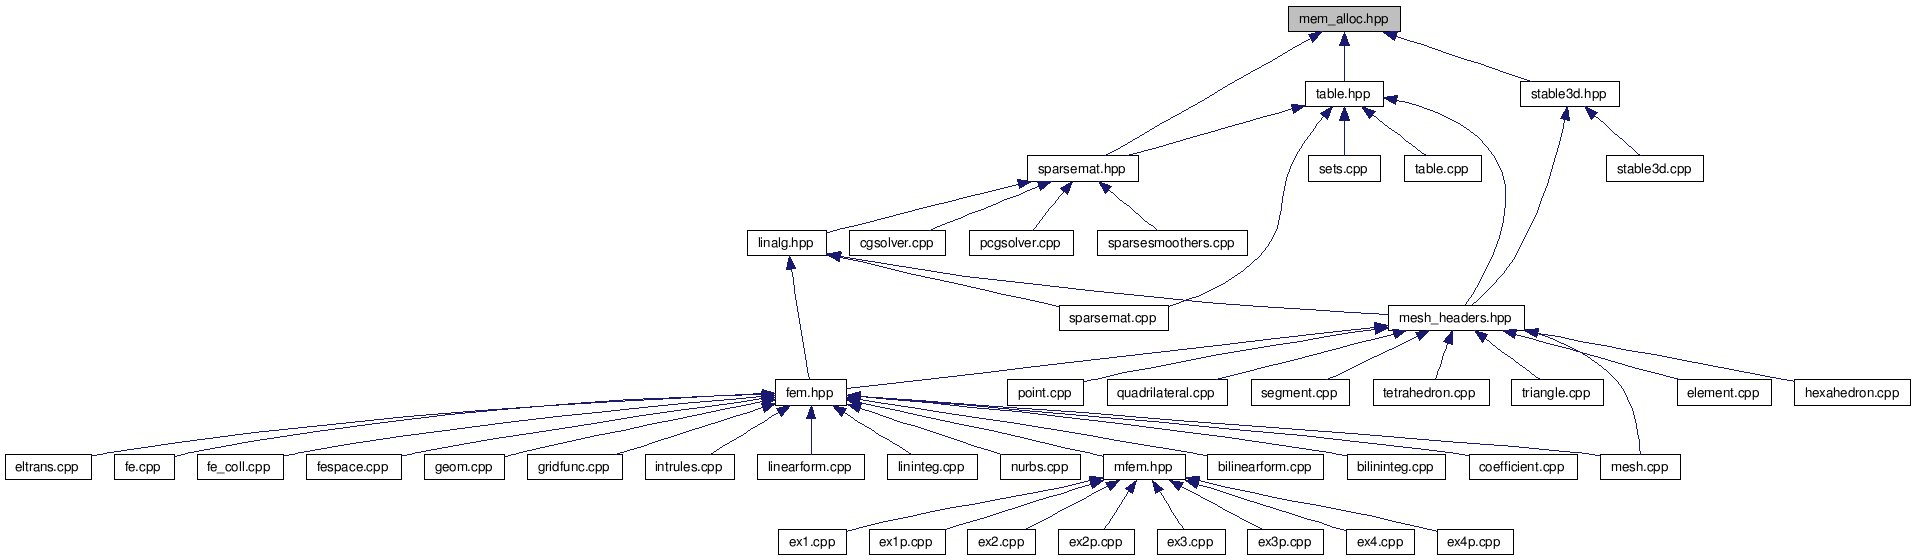 mem_alloc.hpp
table.hpp
stable3d.hpp
sparsemat.hpp
sets.cpp
table.cpp
stable3d.cpp
linalg.hpp
cgsolver.cpp
pcgsolver.cpp
sparsesmoothers.cpp
sparsemat.cpp
mesh_headers.hpp
fem.hpp
point.cpp
quadrilateral.cpp
segment.cpp
tetrahedron.cpp
triangle.cpp
element.cpp
hexahedron.cpp
eltrans.cpp
fe.cpp
fe_coll.cpp
fespace.cpp
geom.cpp
gridfunc.cpp
intrules.cpp
linearform.cpp
lininteg.cpp
nurbs.cpp
mfem.hpp
bilinearform.cpp
bilininteg.cpp
coefficient.cpp
mesh.cpp
ex1.cpp
ex1p.cpp
ex2.cpp
ex2p.cpp
ex3.cpp
ex3p.cpp
ex4.cpp
ex4p.cpp